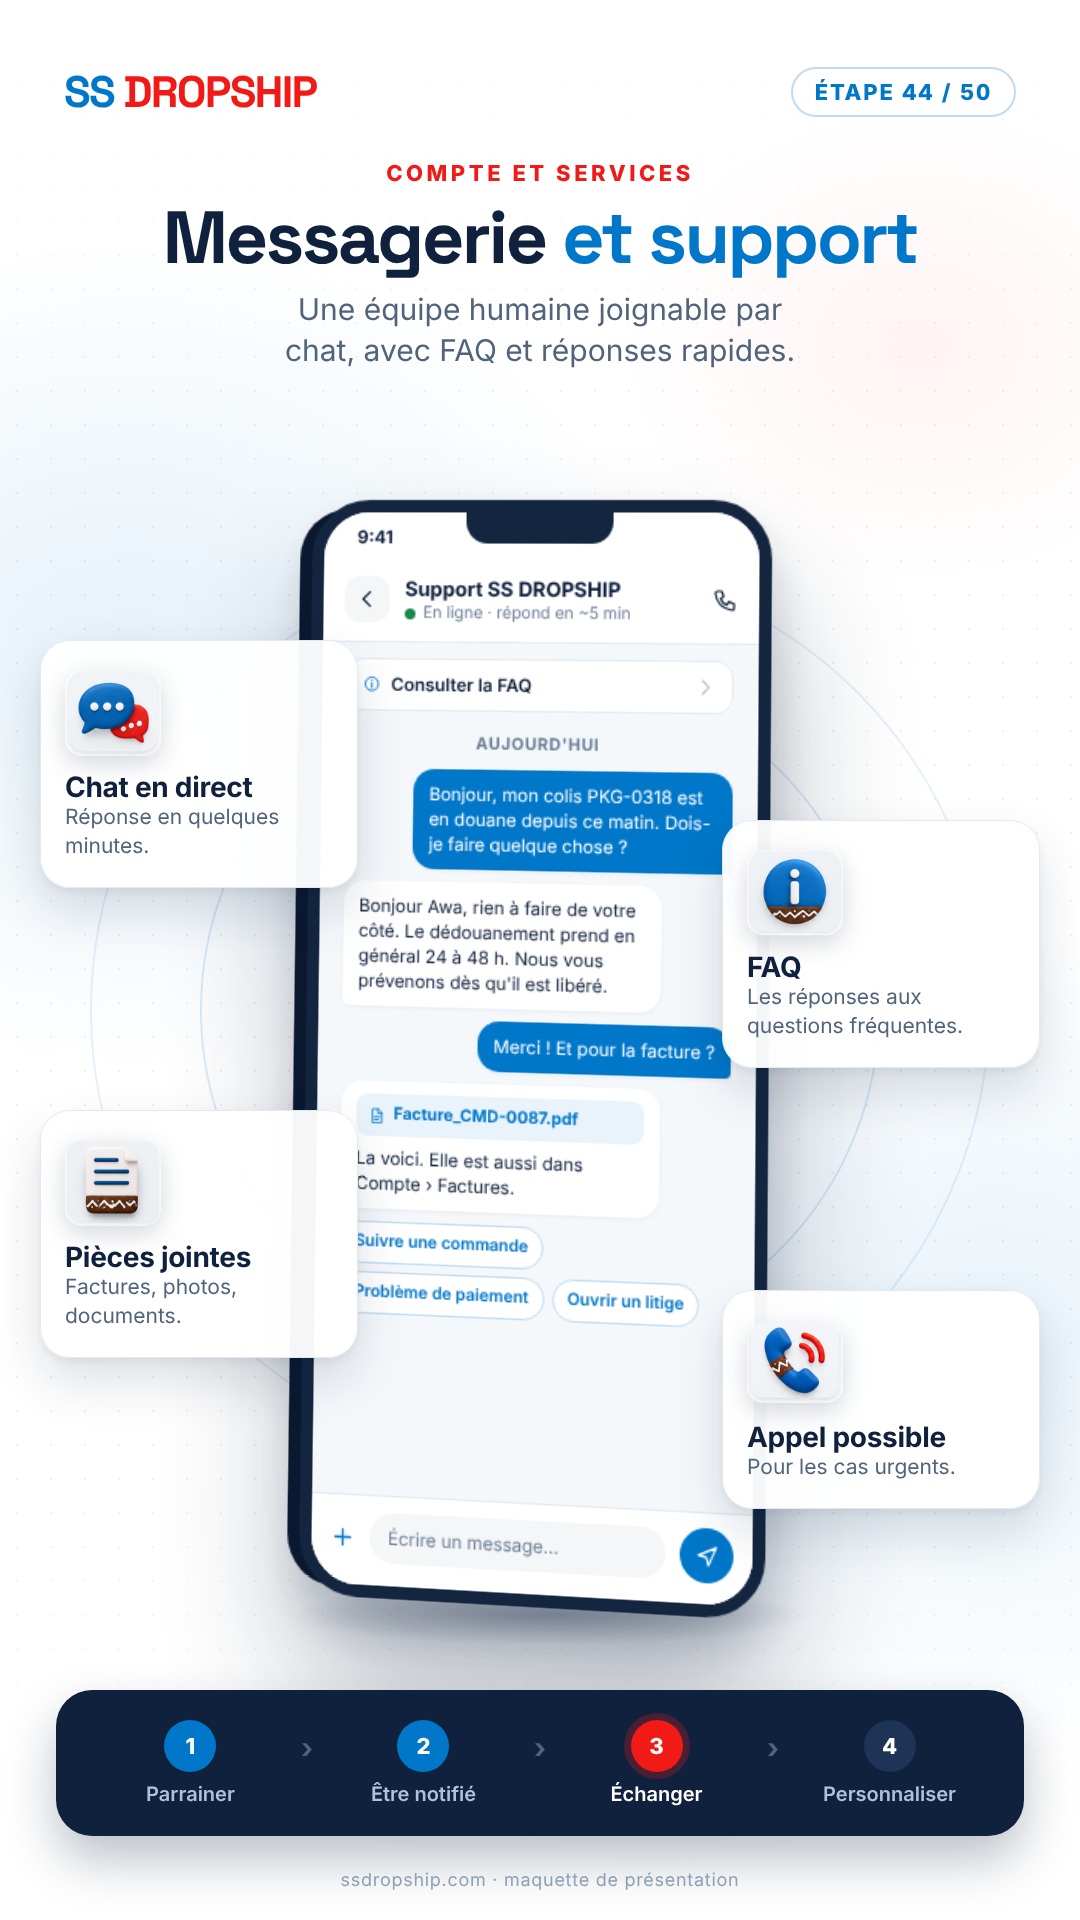 SS DROPSHIP
ÉTAPE 44 / 50
COMPTE ET SERVICES
Messagerie et support
Une équipe humaine joignable par
chat, avec FAQ et réponses rapides.
9:41
Support SS DROPSHIP
En ligne · répond en ~5 min
Consulter la FAQ
AUJOURD'HUI
Bonjour, mon colis PKG-0318 est
en douane depuis ce matin. Dois-
je faire quelque chose ?
Bonjour Awa, rien à faire de votre
côté. Le dédouanement prend en
général 24 à 48 h. Nous vous
prévenons dès qu'il est libéré.
Merci ! Et pour la facture ?
Facture_CMD-0087.pdf
La voici. Elle est aussi dans
Compte › Factures.
Suivre une commande
Problème de paiement
Ouvrir un litige
Écrire un message...
Chat en direct
Réponse en quelques
minutes.
FAQ
Les réponses aux
questions fréquentes.
Pièces jointes
Factures, photos,
documents.
Appel possible
Pour les cas urgents.
1 › 2 › 3 › 4
Parrainer Être notifié Échanger Personnaliser
ssdropship.com · maquette de présentation